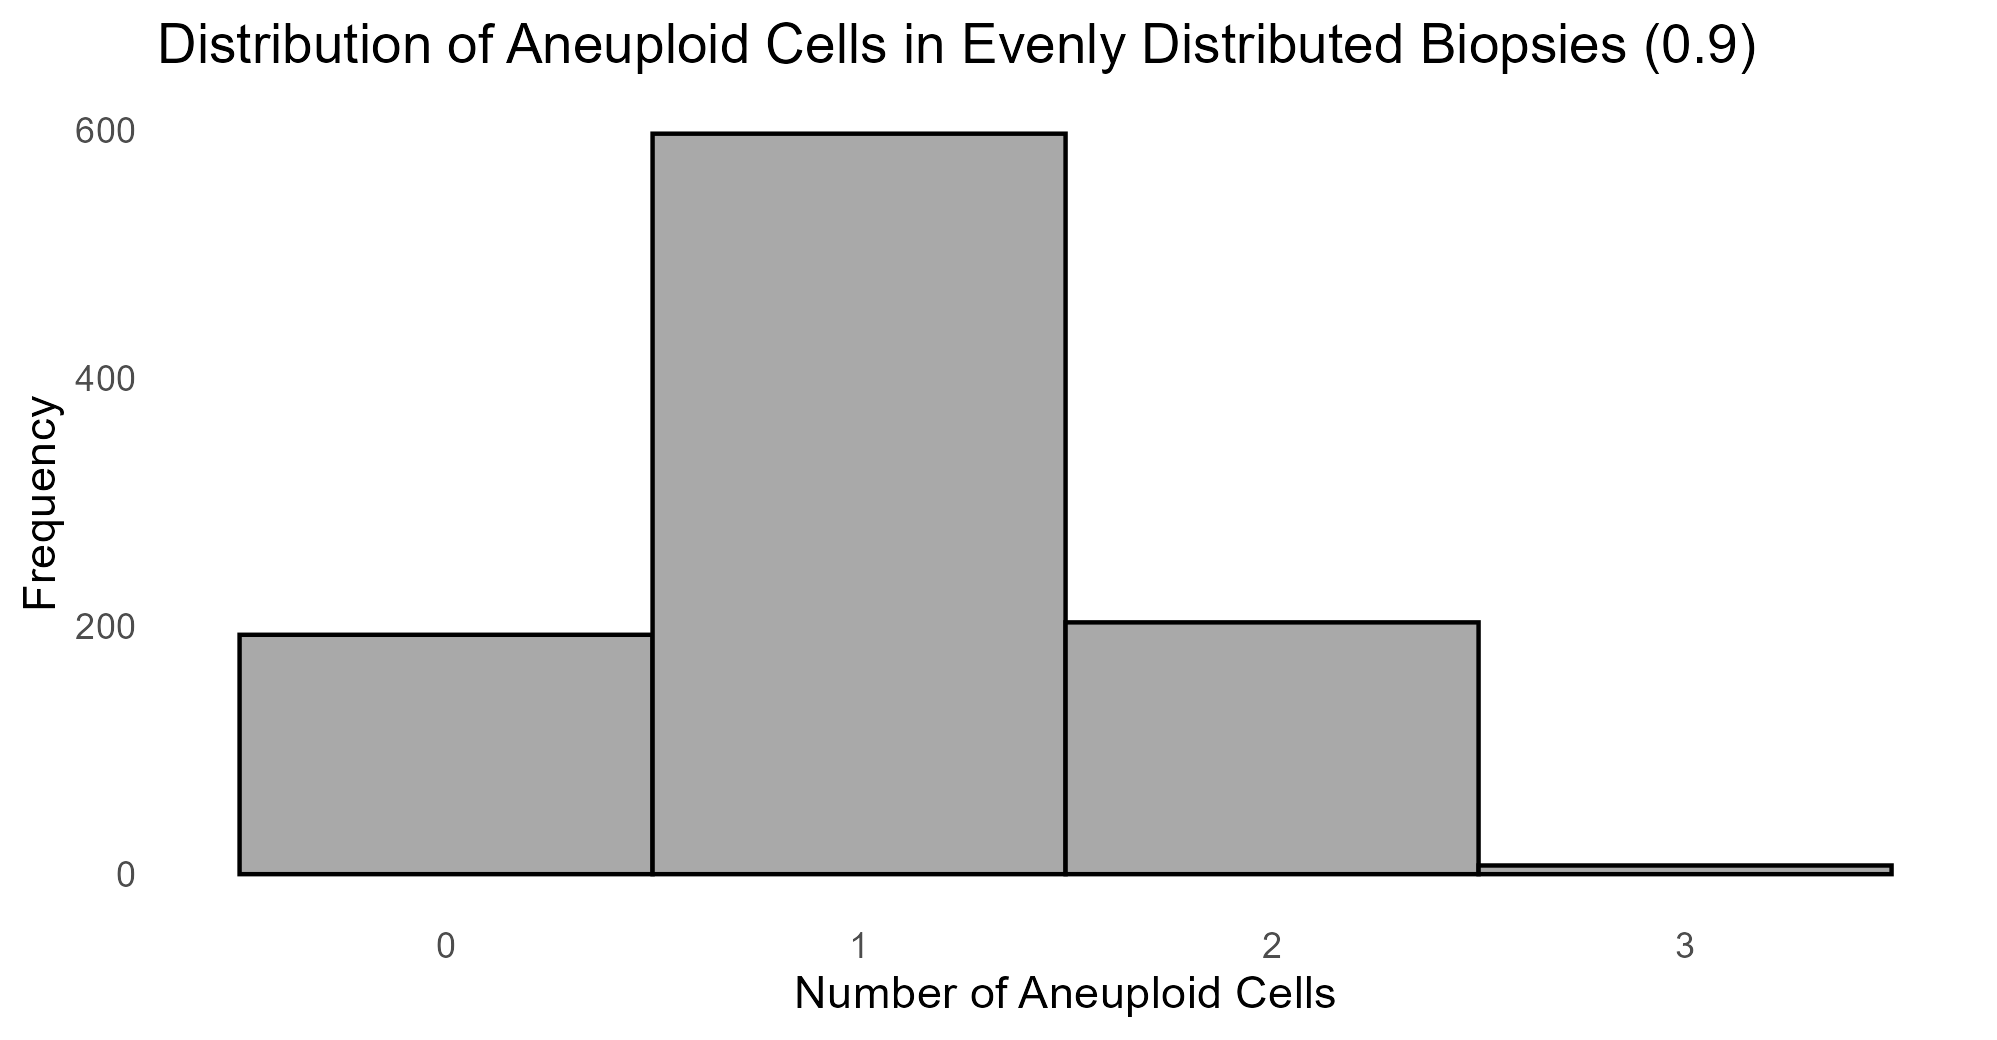 Distribution of Aneuploid Cells in Evenly Distributed Biopsies (0.9)
600
400
200
0
Frequency
0 1 2 3
Number of Aneuploid Cells